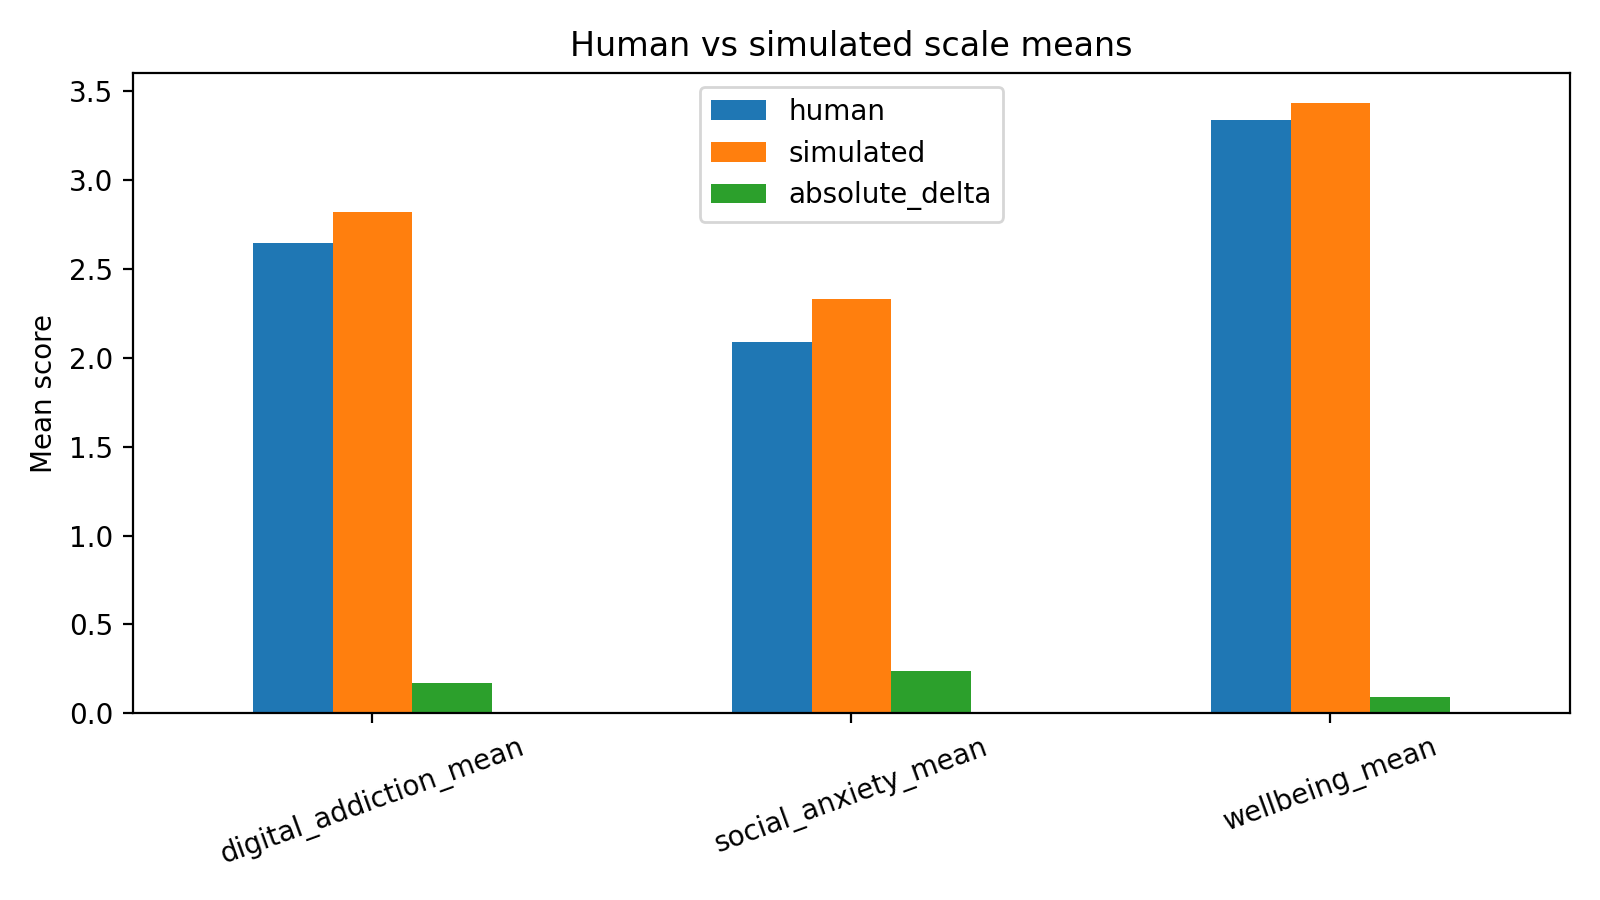 Human vs simulated scale means
human
simulated
absolute_delta
Mean score
3.5
3.0
2.5
2.0
1.5
1.0
0.5
0.0
digital_addiction_mean
social_anxiety_mean
wellbeing_mean